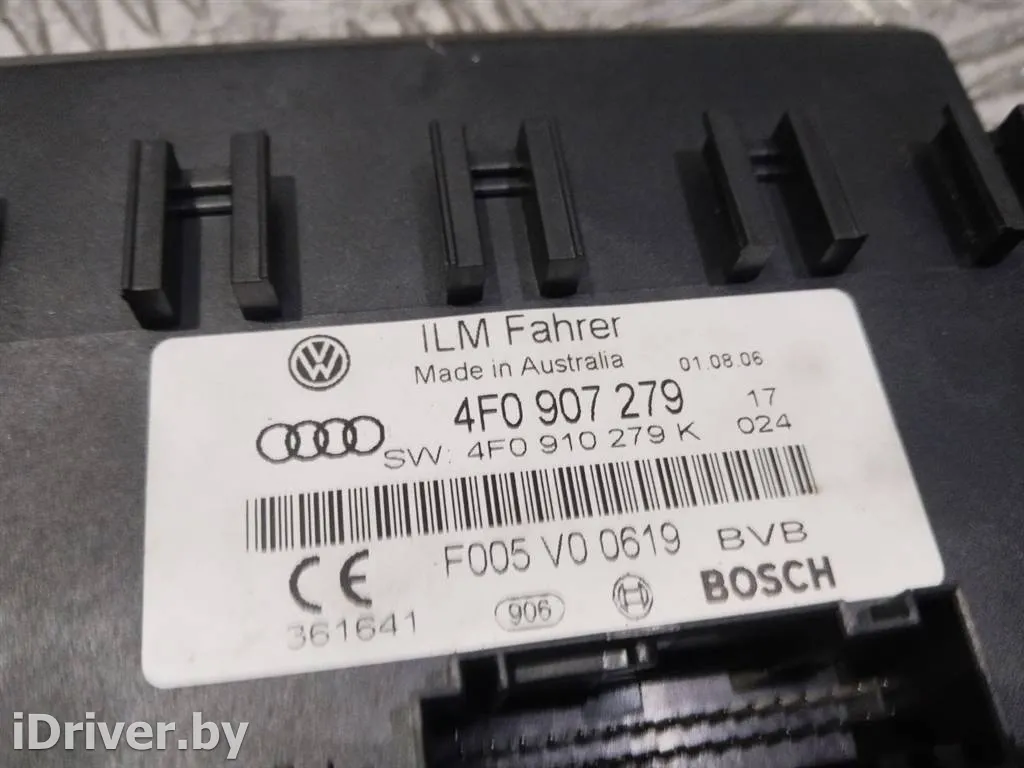 ILM Fahrer
Made in Australia 01.08.06
4F0 907 279 17
SW: 4F0 910 279 K 024
F005 V0 0619 BVB
CE 906 BOSCH
361641
iDriver.by